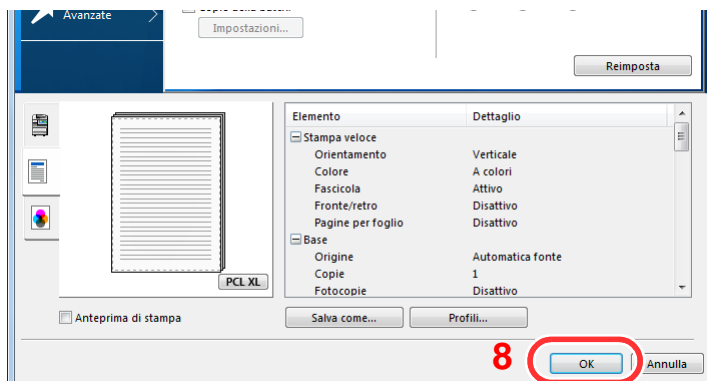 Avanzate
Impostazioni...
Reimposta
Elemento Dettaglio
Stampa veloce
Orientamento Verticale
Colore A colori
Fascicola Attivo
Fronte/retro Disattivo
Pagine per foglio Disattivo
Base
Origine Automatica fonte
Copie 1
Fotocopie Disattivo
PCL XL
Anteprima di stampa
Salva come... Profili...
8 OK Annulla